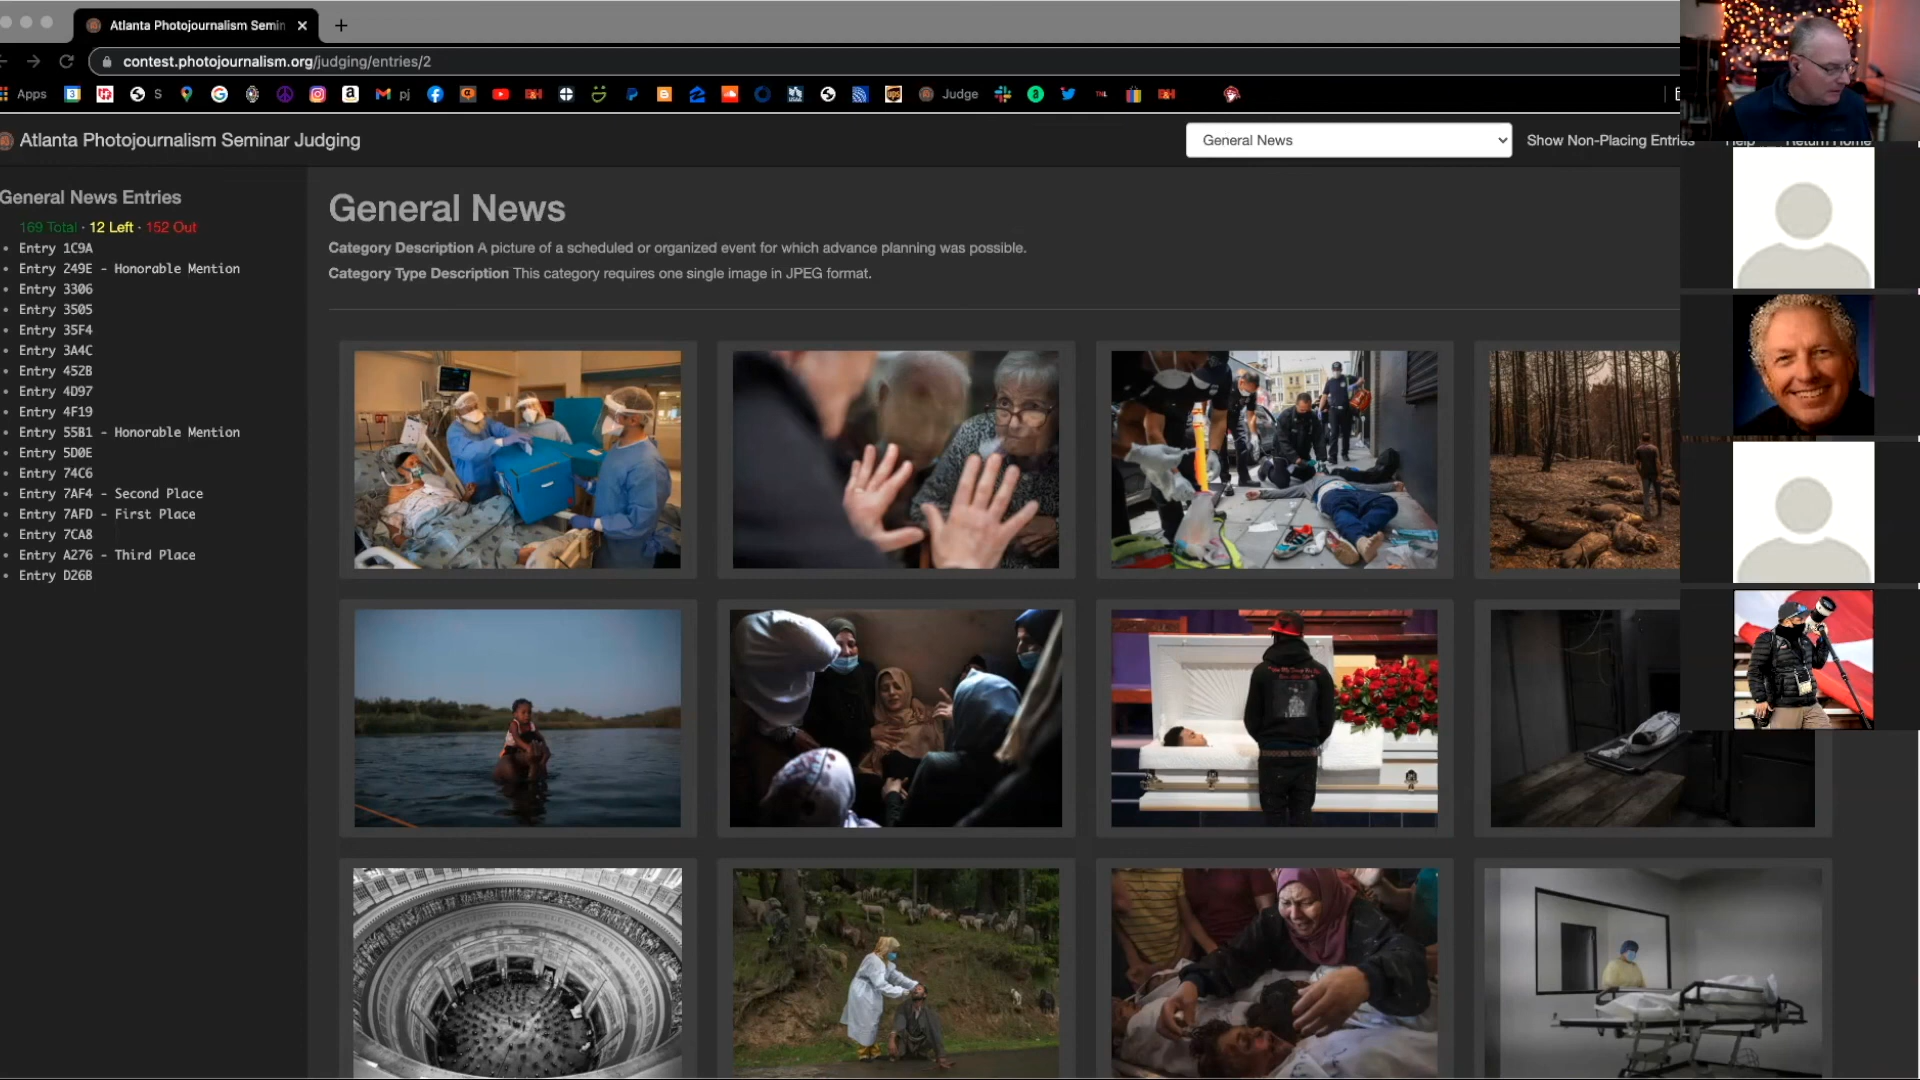 Atlanta Photojournalism Semin
contest.photojournalism.org/judging/entries/2
Apps
S
pj
Judge
Atlanta Photojournalism Seminar Judging
General News
Show Non-Placing Entries
Help
Return Home
General News Entries
169 Total · 12 Left · 152 Out
Entry 1C9A
Entry 249E - Honorable Mention
Entry 3306
Entry 3505
Entry 35F4
Entry 3A4C
Entry 452B
Entry 4D97
Entry 4F19
Entry 55B1 - Honorable Mention
Entry 5D0E
Entry 74C6
Entry 7AF4 - Second Place
Entry 7AFD - First Place
Entry 7CA8
Entry A276 - Third Place
Entry D26B
General News
Category Description A picture of a scheduled or organized event for which advance planning was possible.
Category Type Description This category requires one single image in JPEG format.